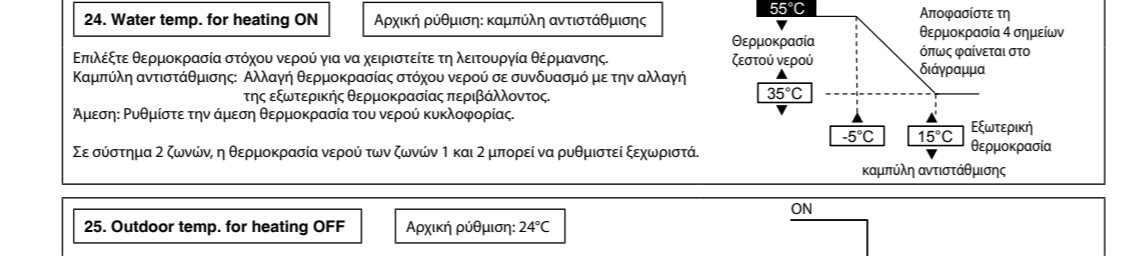 24. Water temp. for heating ON
Αρχική ρύθμιση: καμπύλη αντιστάθμισης
Επιλέξτε θερμοκρασία στόχου νερού για να χειριστείτε τη λειτουργία θέρμανσης.
Καμπύλη αντιστάθμισης: Αλλαγή θερμοκρασίας στόχου νερού σε συνδυασμό με την αλλαγή
της εξωτερικής θερμοκρασίας περιβάλλοντος.
Άμεση: Ρυθμίστε την άμεση θερμοκρασία του νερού κυκλοφορίας.
Σε σύστημα 2 ζωνών, η θερμοκρασία νερού των ζωνών 1 και 2 μπορεί να ρυθμιστεί ξεχωριστά.
55°C
Θερμοκρασία
ζεστού νερού
35°C
Αποφασίστε τη
θερμοκρασία 4 σημείων
όπως φαίνεται στο
διάγραμμα
-5°C
15°C
Εξωτερική
θερμοκρασία
καμπύλη αντιστάθμισης
25. Outdoor temp. for heating OFF
Αρχική ρύθμιση: 24°C
ON